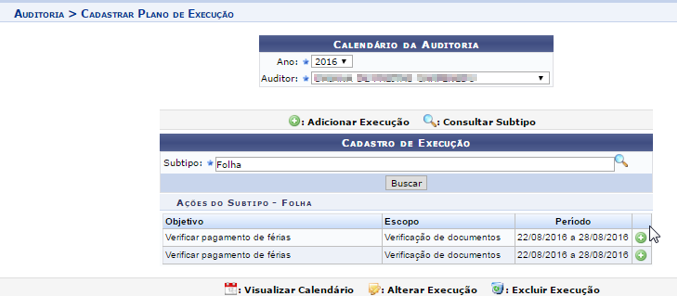 Auditoria > Cadastrar Plano de Execução
Calendário da Auditoria
Ano: 2016
Auditor:
: Adicionar Execução : Consultar Subtipo
Cadastro de Execução
Subtipo: Folha
Buscar
Ações do Subtipo - Folha
Objetivo Escopo Período
Verificar pagamento de férias Verificação de documentos 22/08/2016 a 28/08/2016
Verificar pagamento de férias Verificação de documentos 22/08/2016 a 28/08/2016
: Visualizar Calendário : Alterar Execução : Excluir Execução